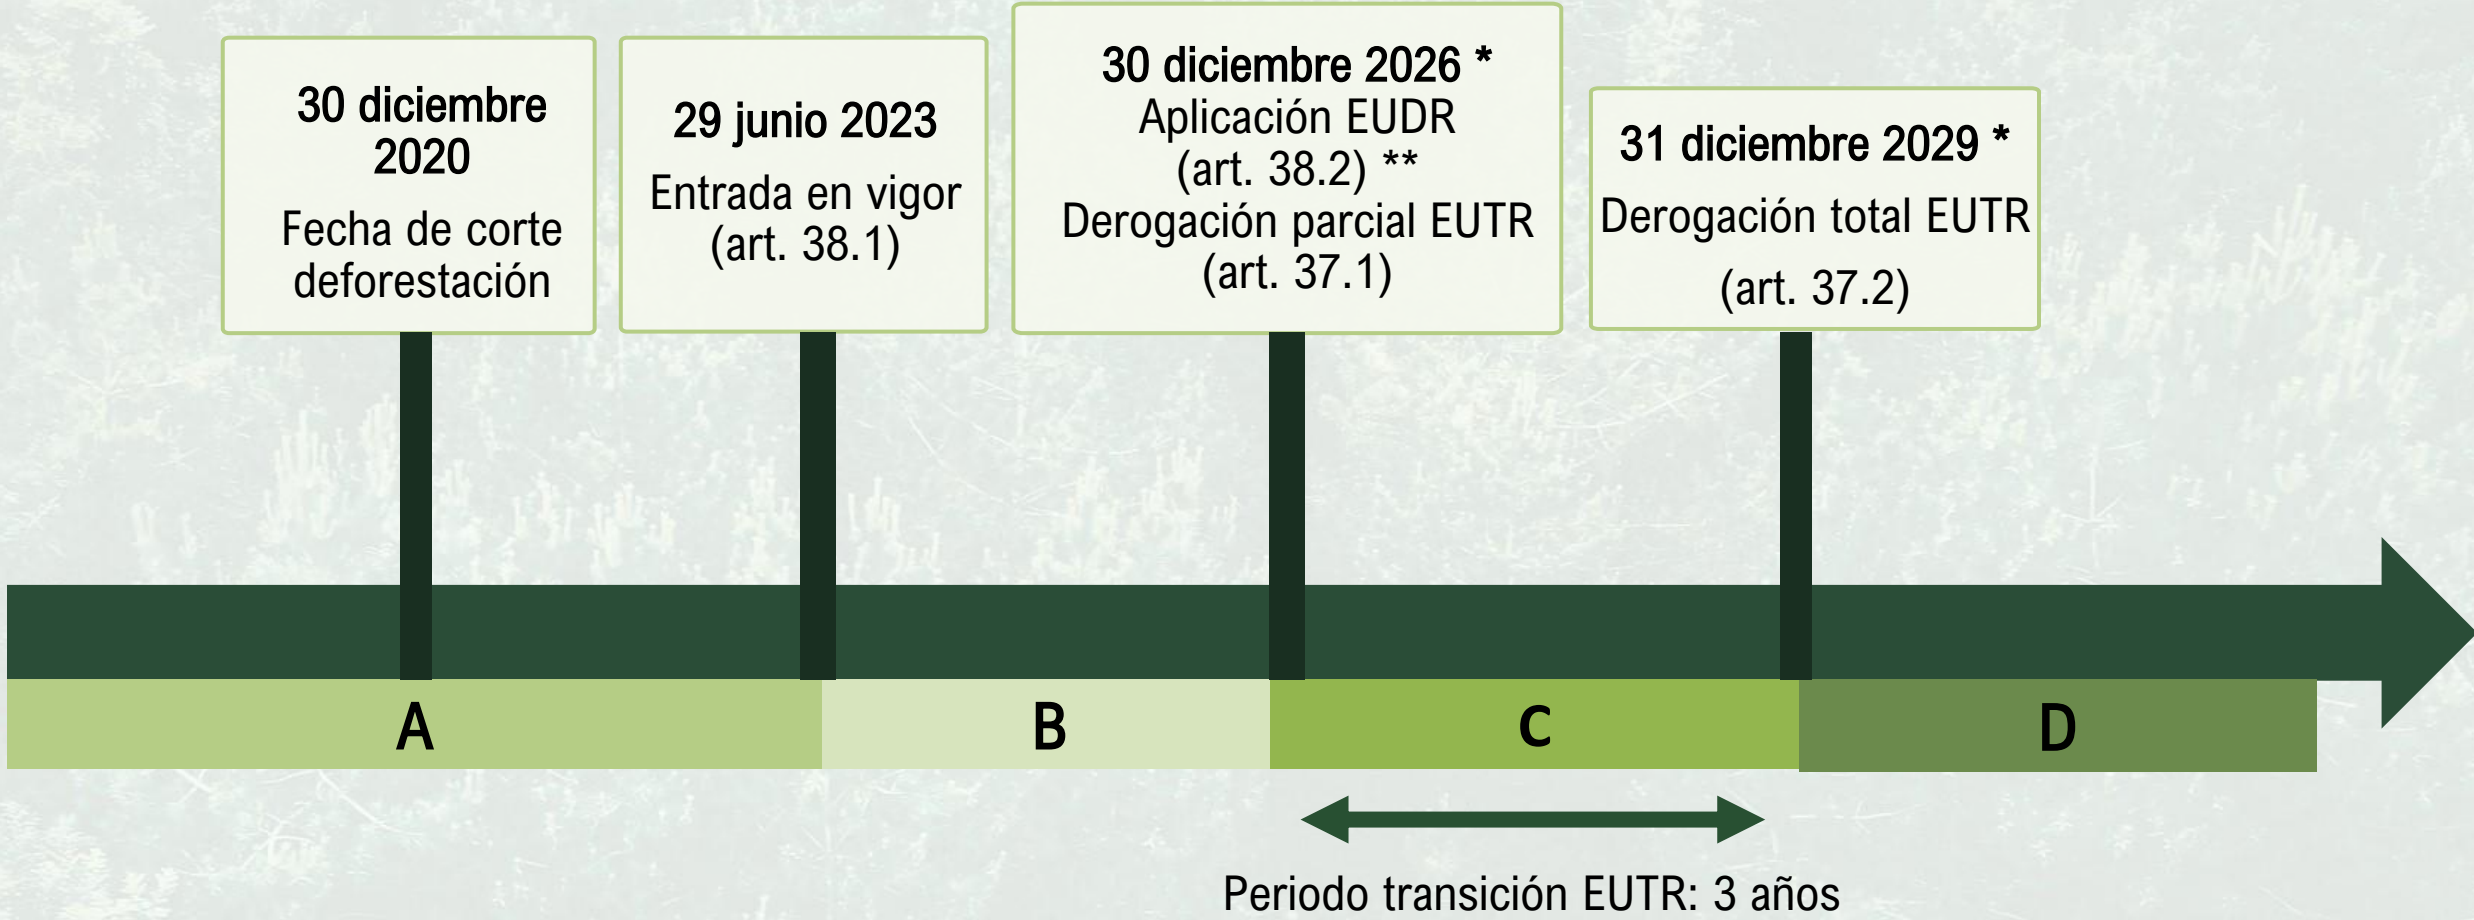 30 diciembre
2020
Fecha de corte
deforestación
29 junio 2023
Entrada en vigor
(art. 38.1)
30 diciembre 2026 *
Aplicación EUDR
(art. 38.2) **
Derogación parcial EUTR
(art. 37.1)
31 diciembre 2029 *
Derogación total EUTR
(art. 37.2)
A
B
C
D
Periodo transición EUTR: 3 años